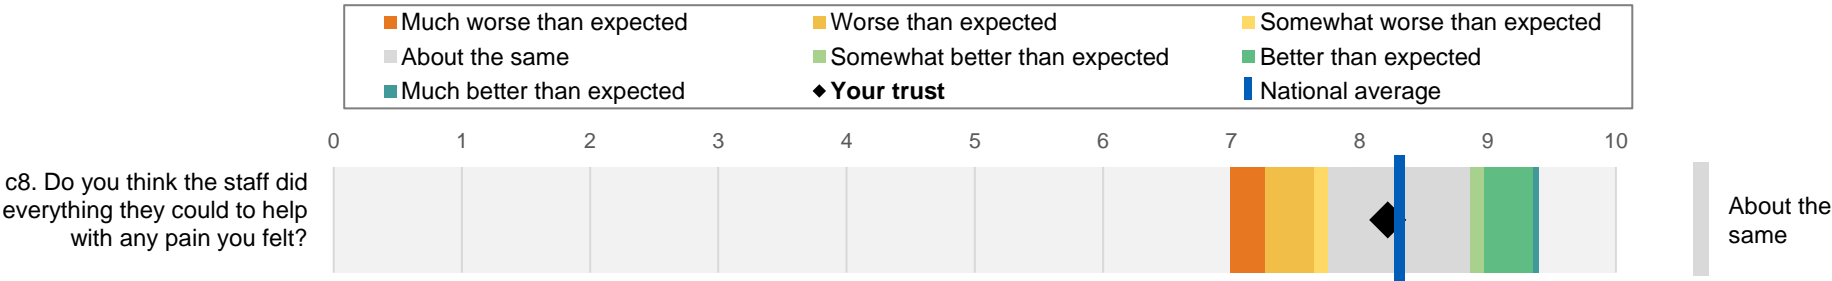 Much worse than expected
Worse than expected
Somewhat worse than expected
About the same
Somewhat better than expected
Better than expected
Much better than expected
Your trust
National average
0 1 2 3 4 5 6 7 8 9 10
c8. Do you think the staff did
everything they could to help
with any pain you felt?
About the
same